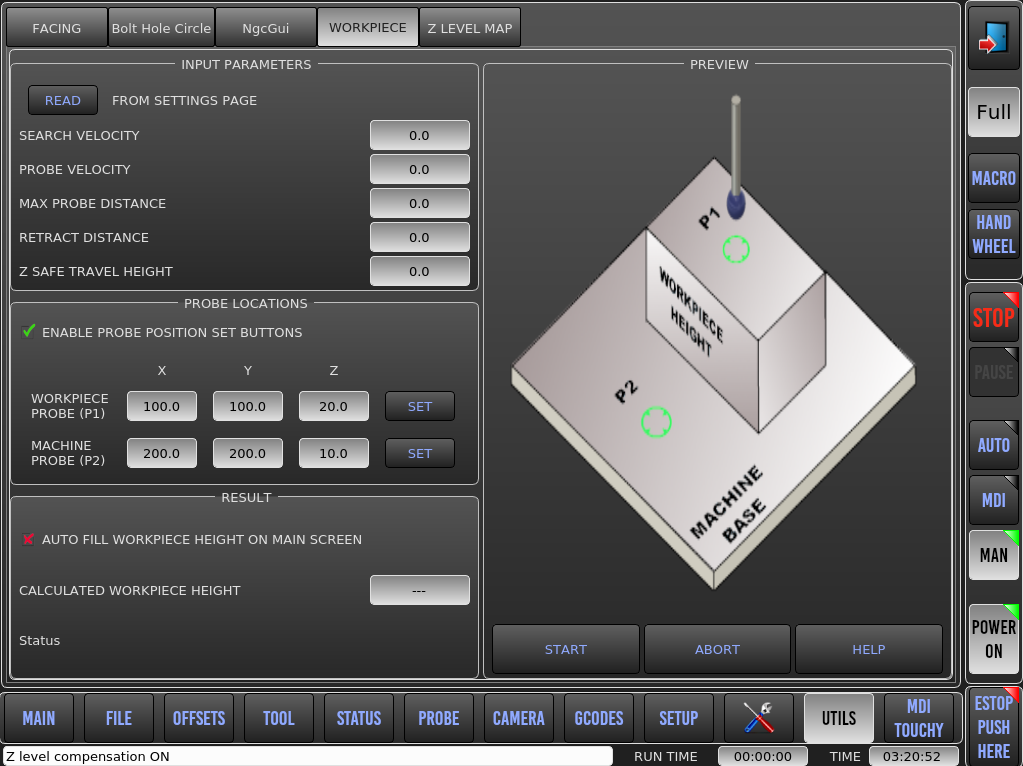 FACING
Bolt Hole Circle
NgcGui
WORKPIECE
Z LEVEL MAP
INPUT PARAMETERS
READ
FROM SETTINGS PAGE
SEARCH VELOCITY
0.0
PROBE VELOCITY
0.0
MAX PROBE DISTANCE
0.0
RETRACT DISTANCE
0.0
Z SAFE TRAVEL HEIGHT
0.0
PROBE LOCATIONS
ENABLE PROBE POSITION SET BUTTONS
X
Y
Z
WORKPIECE
PROBE (P1)
100.0
100.0
20.0
SET
MACHINE
PROBE (P2)
200.0
200.0
10.0
SET
RESULT
AUTO FILL WORKPIECE HEIGHT ON MAIN SCREEN
CALCULATED WORKPIECE HEIGHT
---
Status
PREVIEW
P1
WORKPIECE
HEIGHT
P2
MACHINE
BASE
START
ABORT
HELP
Full
MACRO
HAND
WHEEL
STOP
PAUSE
AUTO
MDI
MAN
POWER
ON
ESTOP
PUSH
HERE
MAIN
FILE
OFFSETS
TOOL
STATUS
PROBE
CAMERA
GCODES
SETUP
UTILS
MDI
TOUCHY
Z level compensation ON
RUN TIME
00:00:00
TIME
03:20:52